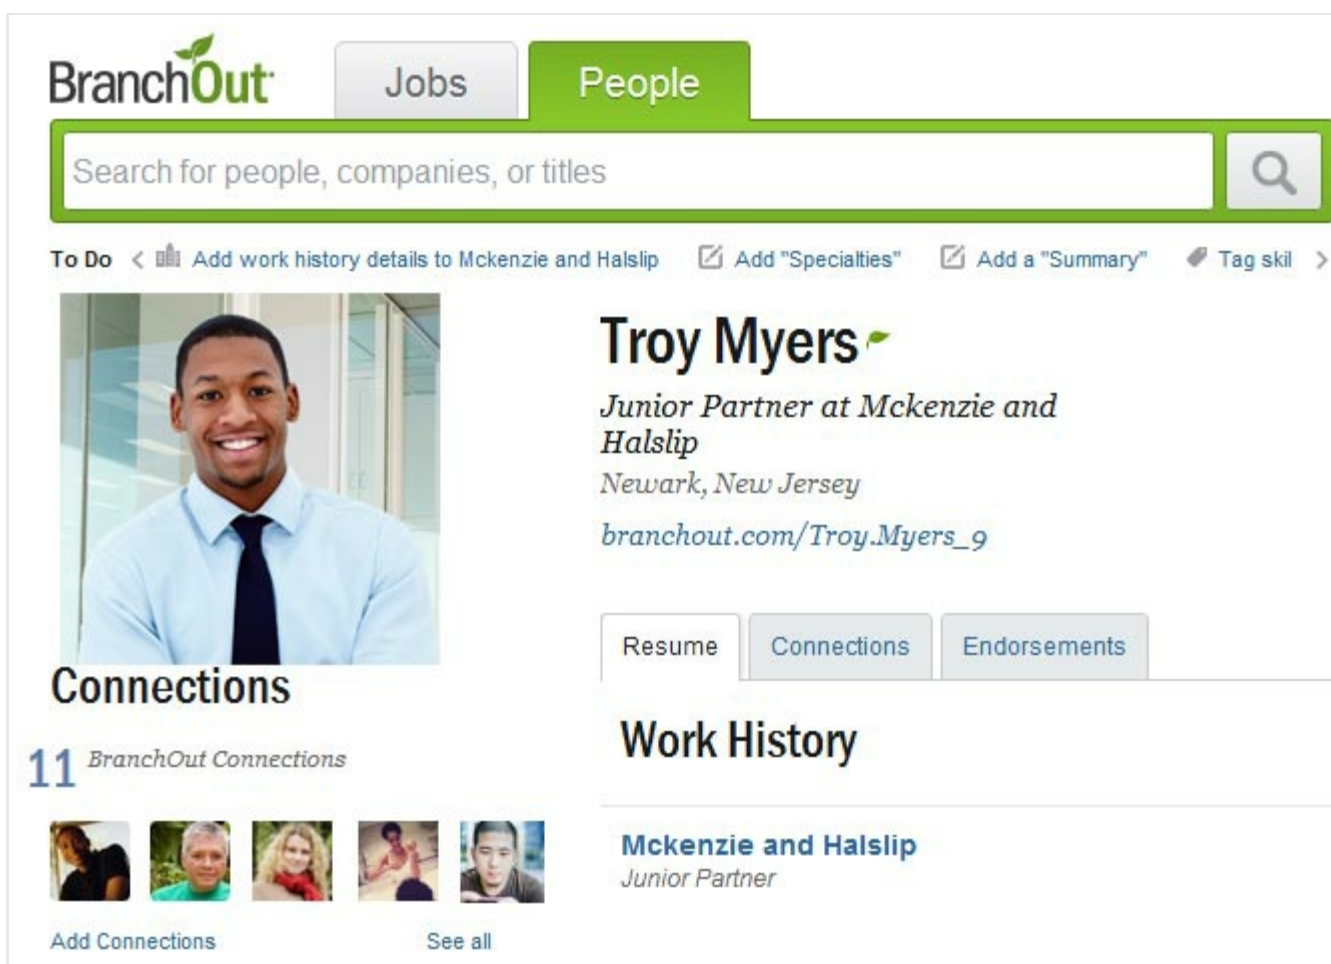 BranchOut
Jobs
People
Search for people, companies, or titles
To Do < Add work history details to Mckenzie and Halslip Add "Specialties" Add a "Summary" Tag skil >
Troy Myers
Junior Partner at Mckenzie and
Halslip
Newark, New Jersey
branchout.com/Troy.Myers_9
Resume
Connections
Endorsements
Connections
11 BranchOut Connections
Add Connections
See all
Work History
Mckenzie and Halslip
Junior Partner